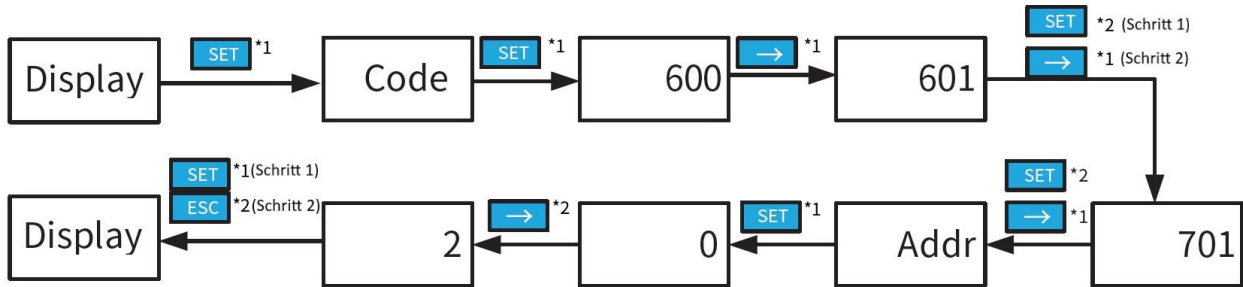 SET *2 (Schritt 1)
SET *1 SET *1 → *1 → *1 (Schritt 2)
Display Code 600 601
SET *1(Schritt 1)
ESC *2(Schritt 2) → *2 SET *1 SET *2
→ *1
Display 2 0 Addr 701